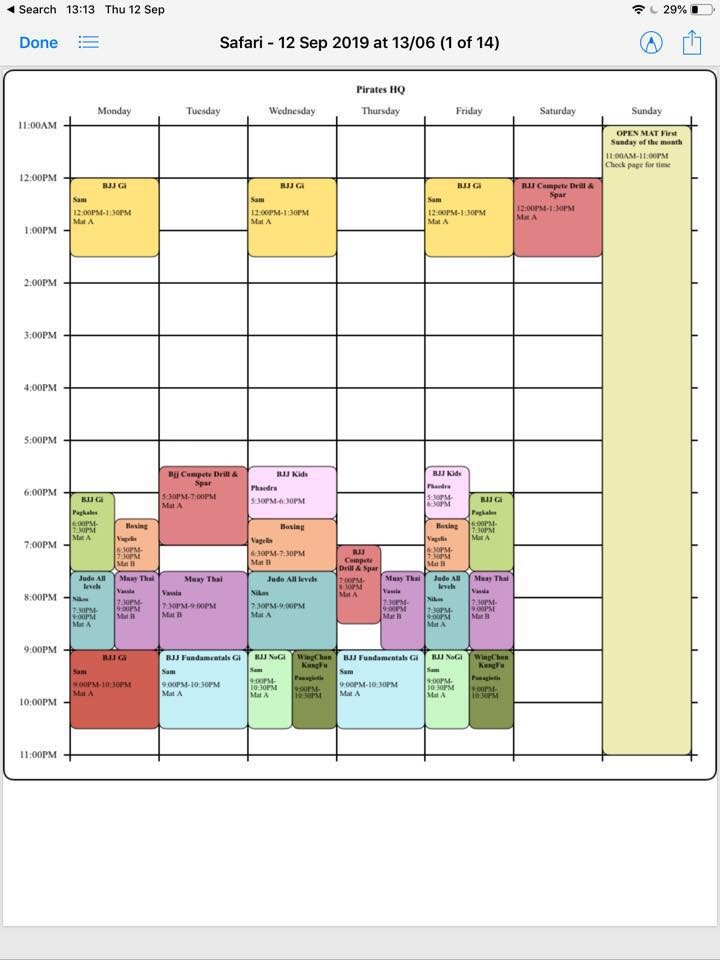 Search 13:13 Thu 12 Sep 29%
Done Safari - 12 Sep 2019 at 13/06 (1 of 14)
Pirates HQ
Monday Tuesday Wednesday Thursday Friday Saturday Sunday
11:00AM
12:00PM
1:00PM
2:00PM
3:00PM
4:00PM
5:00PM
6:00PM
7:00PM
8:00PM
9:00PM
10:00PM
11:00PM
BJJ Gi
Sam
12:00PM-1:30PM
Mat A
BJJ Gi
Pagkalos
6:00PM-
7:30PM
Mat A
Boxing
Vagelis
6:30PM-
7:30PM
Mat B
Judo All
levels
Nikos
7:30PM-
9:00PM
Mat A
Muay Thai
Vassia
7:30PM-
9:00PM
Mat B
BJJ Gi
Sam
9:00PM-10:30PM
Mat A
Bjj Compete Drill &
Spar
5:30PM-7:00PM
Mat A
Muay Thai
Vassia
7:30PM-9:00PM
Mat B
BJJ Fundamentals Gi
Sam
9:00PM-10:30PM
Mat A
BJJ Gi
Sam
12:00PM-1:30PM
Mat A
BJJ Kids
Phaedra
5:30PM-6:30PM
Boxing
Vagelis
6:30PM-7:30PM
Mat B
Judo All levels
Nikos
7:30PM-9:00PM
Mat A
BJJ NoGi
Sam
9:00PM-
10:30PM
Mat A
WingChun
KungFu
Panagiotis
9:00PM-
10:30PM
BJJ
Compete
Drill & Spar
7:00PM-
8:30PM
Mat A
Muay Thai
Vassia
7:30PM-
9:00PM
Mat B
BJJ Fundamentals Gi
Sam
9:00PM-10:30PM
Mat A
BJJ Gi
Sam
12:00PM-1:30PM
Mat A
BJJ Kids
Phaedra
5:30PM-
6:30PM
BJJ Gi
Pagkalos
6:00PM-
7:30PM
Mat A
Boxing
Vagelis
6:30PM-
7:30PM
Mat B
Judo All
levels
Nikos
7:30PM-
9:00PM
Mat A
Muay Thai
Vassia
7:30PM-
9:00PM
Mat B
BJJ NoGi
Sam
9:00PM-
10:30PM
Mat A
WingChun
KungFu
Panagiotis
9:00PM-
10:30PM
BJJ Compete Drill &
Spar
12:00PM-1:30PM
Mat A
OPEN MAT First
Sunday of the month
11:00AM-11:00PM
Check page for time